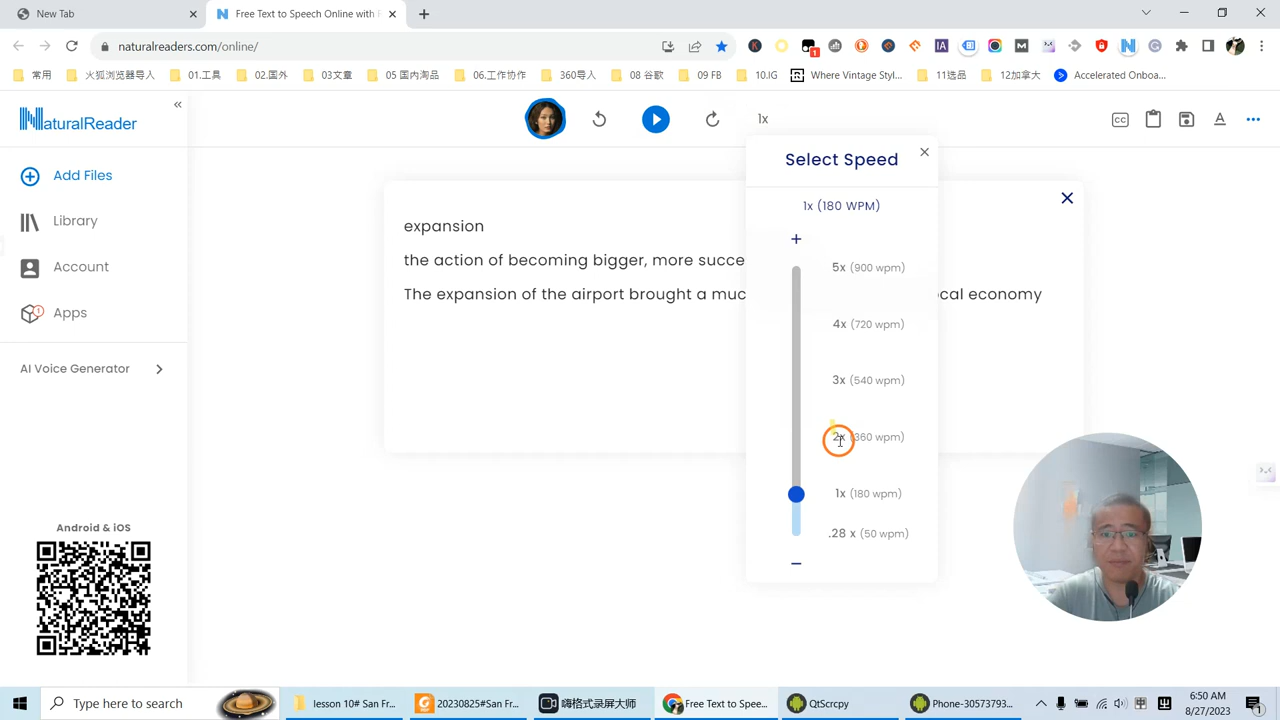 New Tab
Free Text to Speech Online with
naturalreaders.com/online/
常用
火狐浏览器导入
01.工具
02.国外
03文章
05 国内淘品
06.工作协作
360导入
08 谷歌
09 FB
10.IG
Where Vintage Styl...
11选品
12加拿大
Accelerated Onboa...
NaturalReader
Add Files
Library
Account
Apps
AI Voice Generator
Android & iOS
1x
CC
Select Speed
1x (180 WPM)
5x (900 wpm)
4x (720 wpm)
3x (540 wpm)
2x (360 wpm)
1x (180 wpm)
.28 x (50 wpm)
expansion
the action of becoming bigger, more succe
The expansion of the airport brought a muc
cal economy
Type here to search
lesson 10# San Fr...
20230825#San Fr...
嗨格式录屏大师
Free Text to Spee...
QtScrcpy
Phone-30573793...
中
6:50 AM
8/27/2023